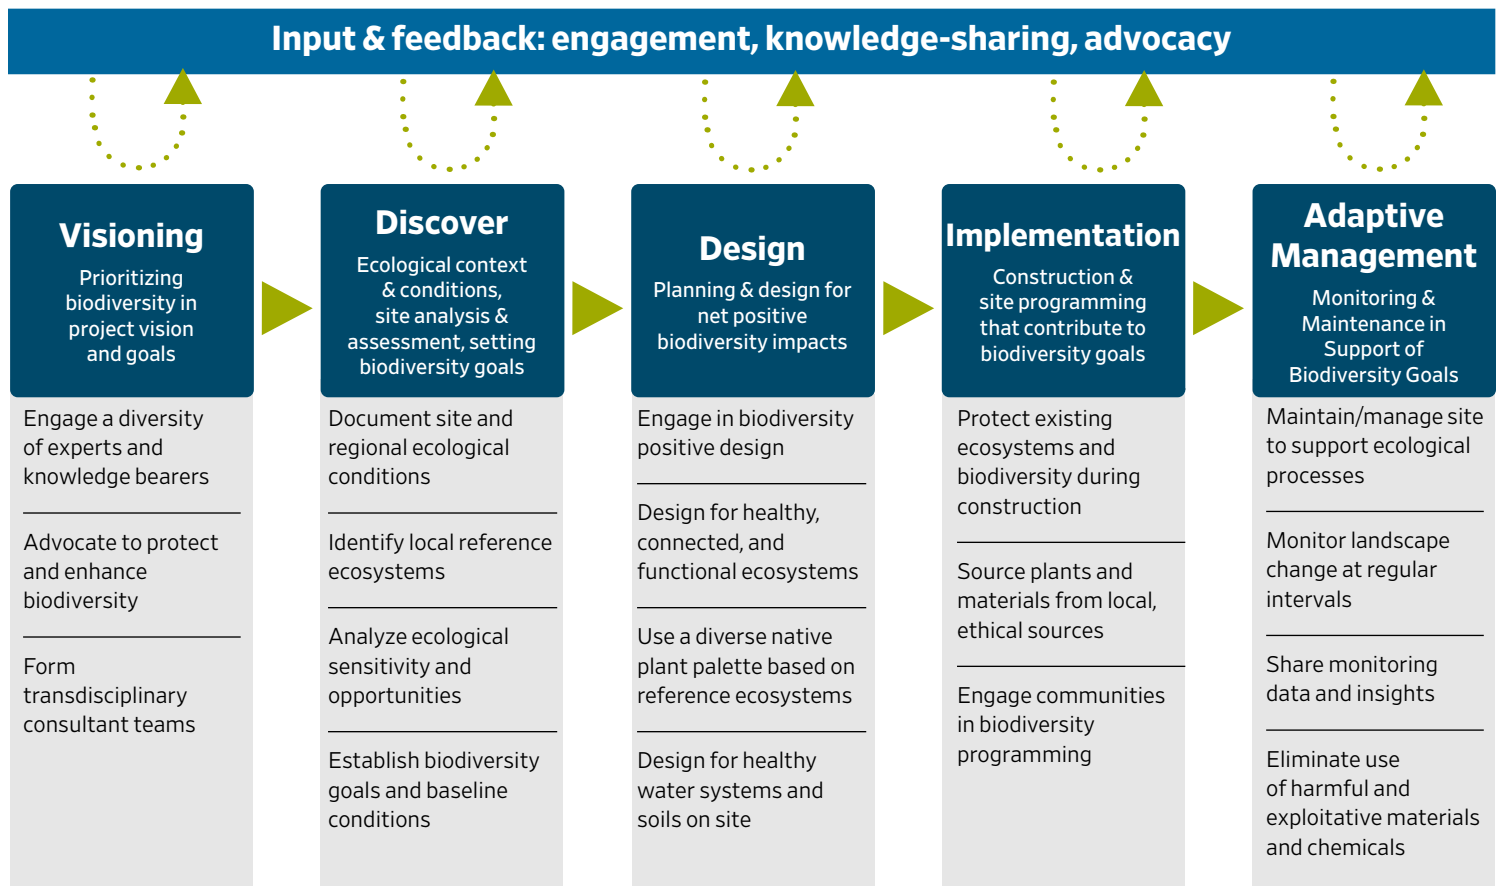 Input & feedback: engagement, knowledge-sharing, advocacy
Visioning
Prioritizing
biodiversity in
project vision
and goals
Engage a diversity
of experts and
knowledge bearers
Advocate to protect
and enhance
biodiversity
Form
transdisciplinary
consultant teams
Discover
Ecological context
& conditions,
site analysis &
assessment, setting
biodiversity goals
Document site and
regional ecological
conditions
Identify local reference
ecosystems
Analyze ecological
sensitivity and
opportunities
Establish biodiversity
goals and baseline
conditions
Design
Planning & design for
net positive
biodiversity impacts
Engage in biodiversity
positive design
Design for healthy,
connected, and
functional ecosystems
Use a diverse native
plant palette based on
reference ecosystems
Design for healthy
water systems and
soils on site
Implementation
Construction &
site programming
that contribute to
biodiversity goals
Protect existing
ecosystems and
biodiversity during
construction
Source plants and
materials from local,
ethical sources
Engage communities
in biodiversity
programming
Adaptive
Management
Monitoring &
Maintenance in
Support of
Biodiversity Goals
Maintain/manage site
to support ecological
processes
Monitor landscape
change at regular
intervals
Share monitoring
data and insights
Eliminate use
of harmful and
exploitative materials
and chemicals